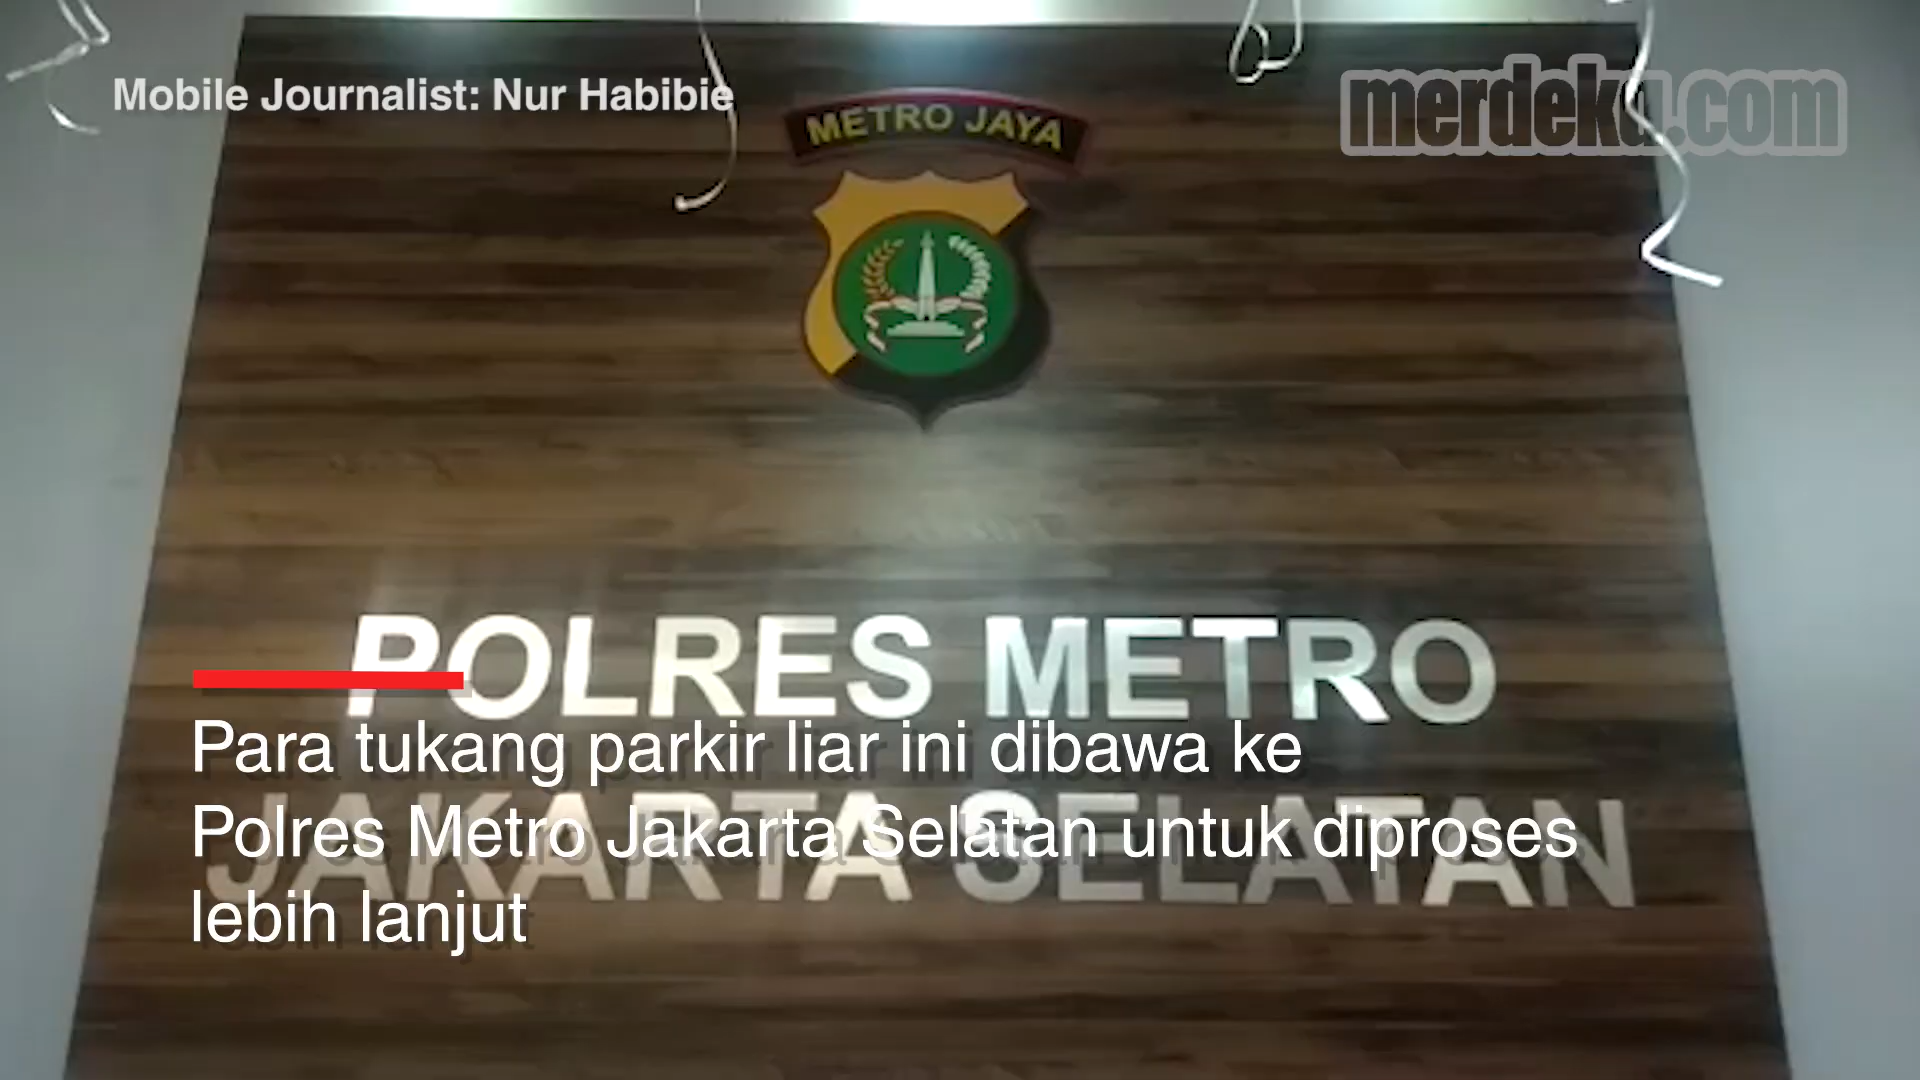 Mobile Journalist: Nur Habibie
merdeka.com
METRO JAYA
POLRES METRO
JAKARTA SELATAN
Para tukang parkir liar ini dibawa ke
Polres Metro Jakarta Selatan untuk diproses
lebih lanjut